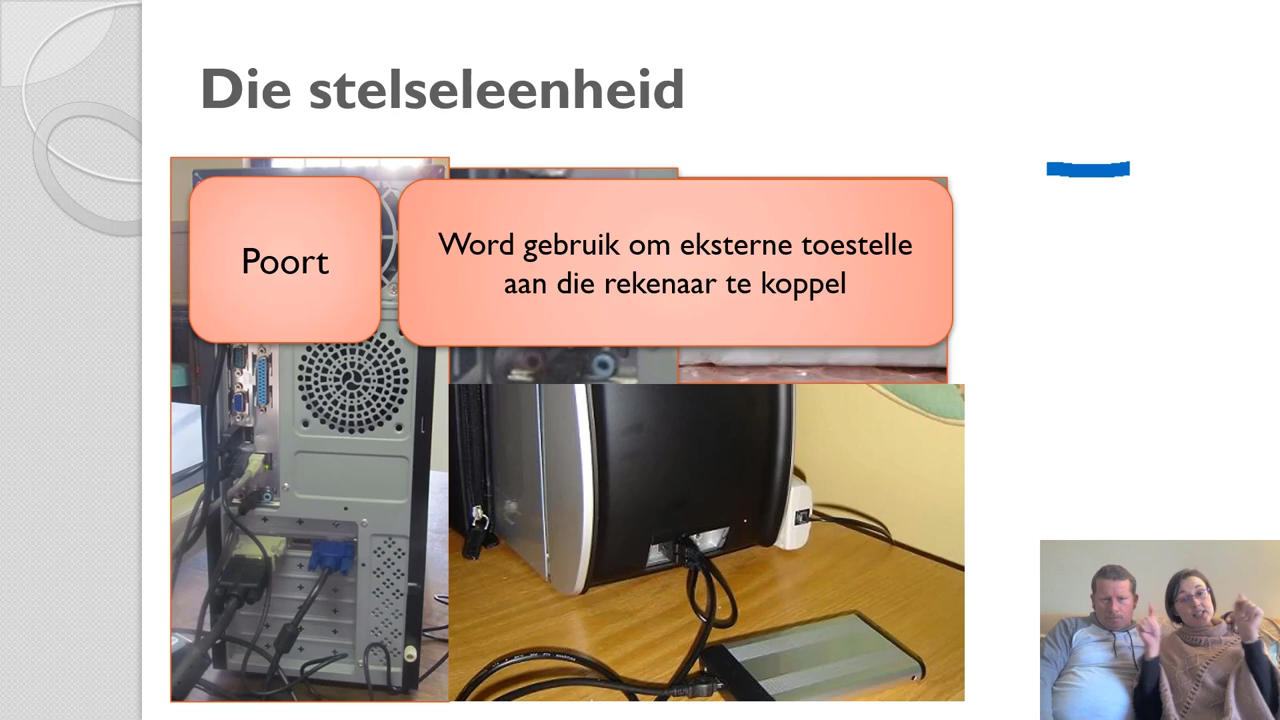 Die stelseleenheid
Poort
Word gebruik om eksterne toestelle
aan die rekenaar te koppel